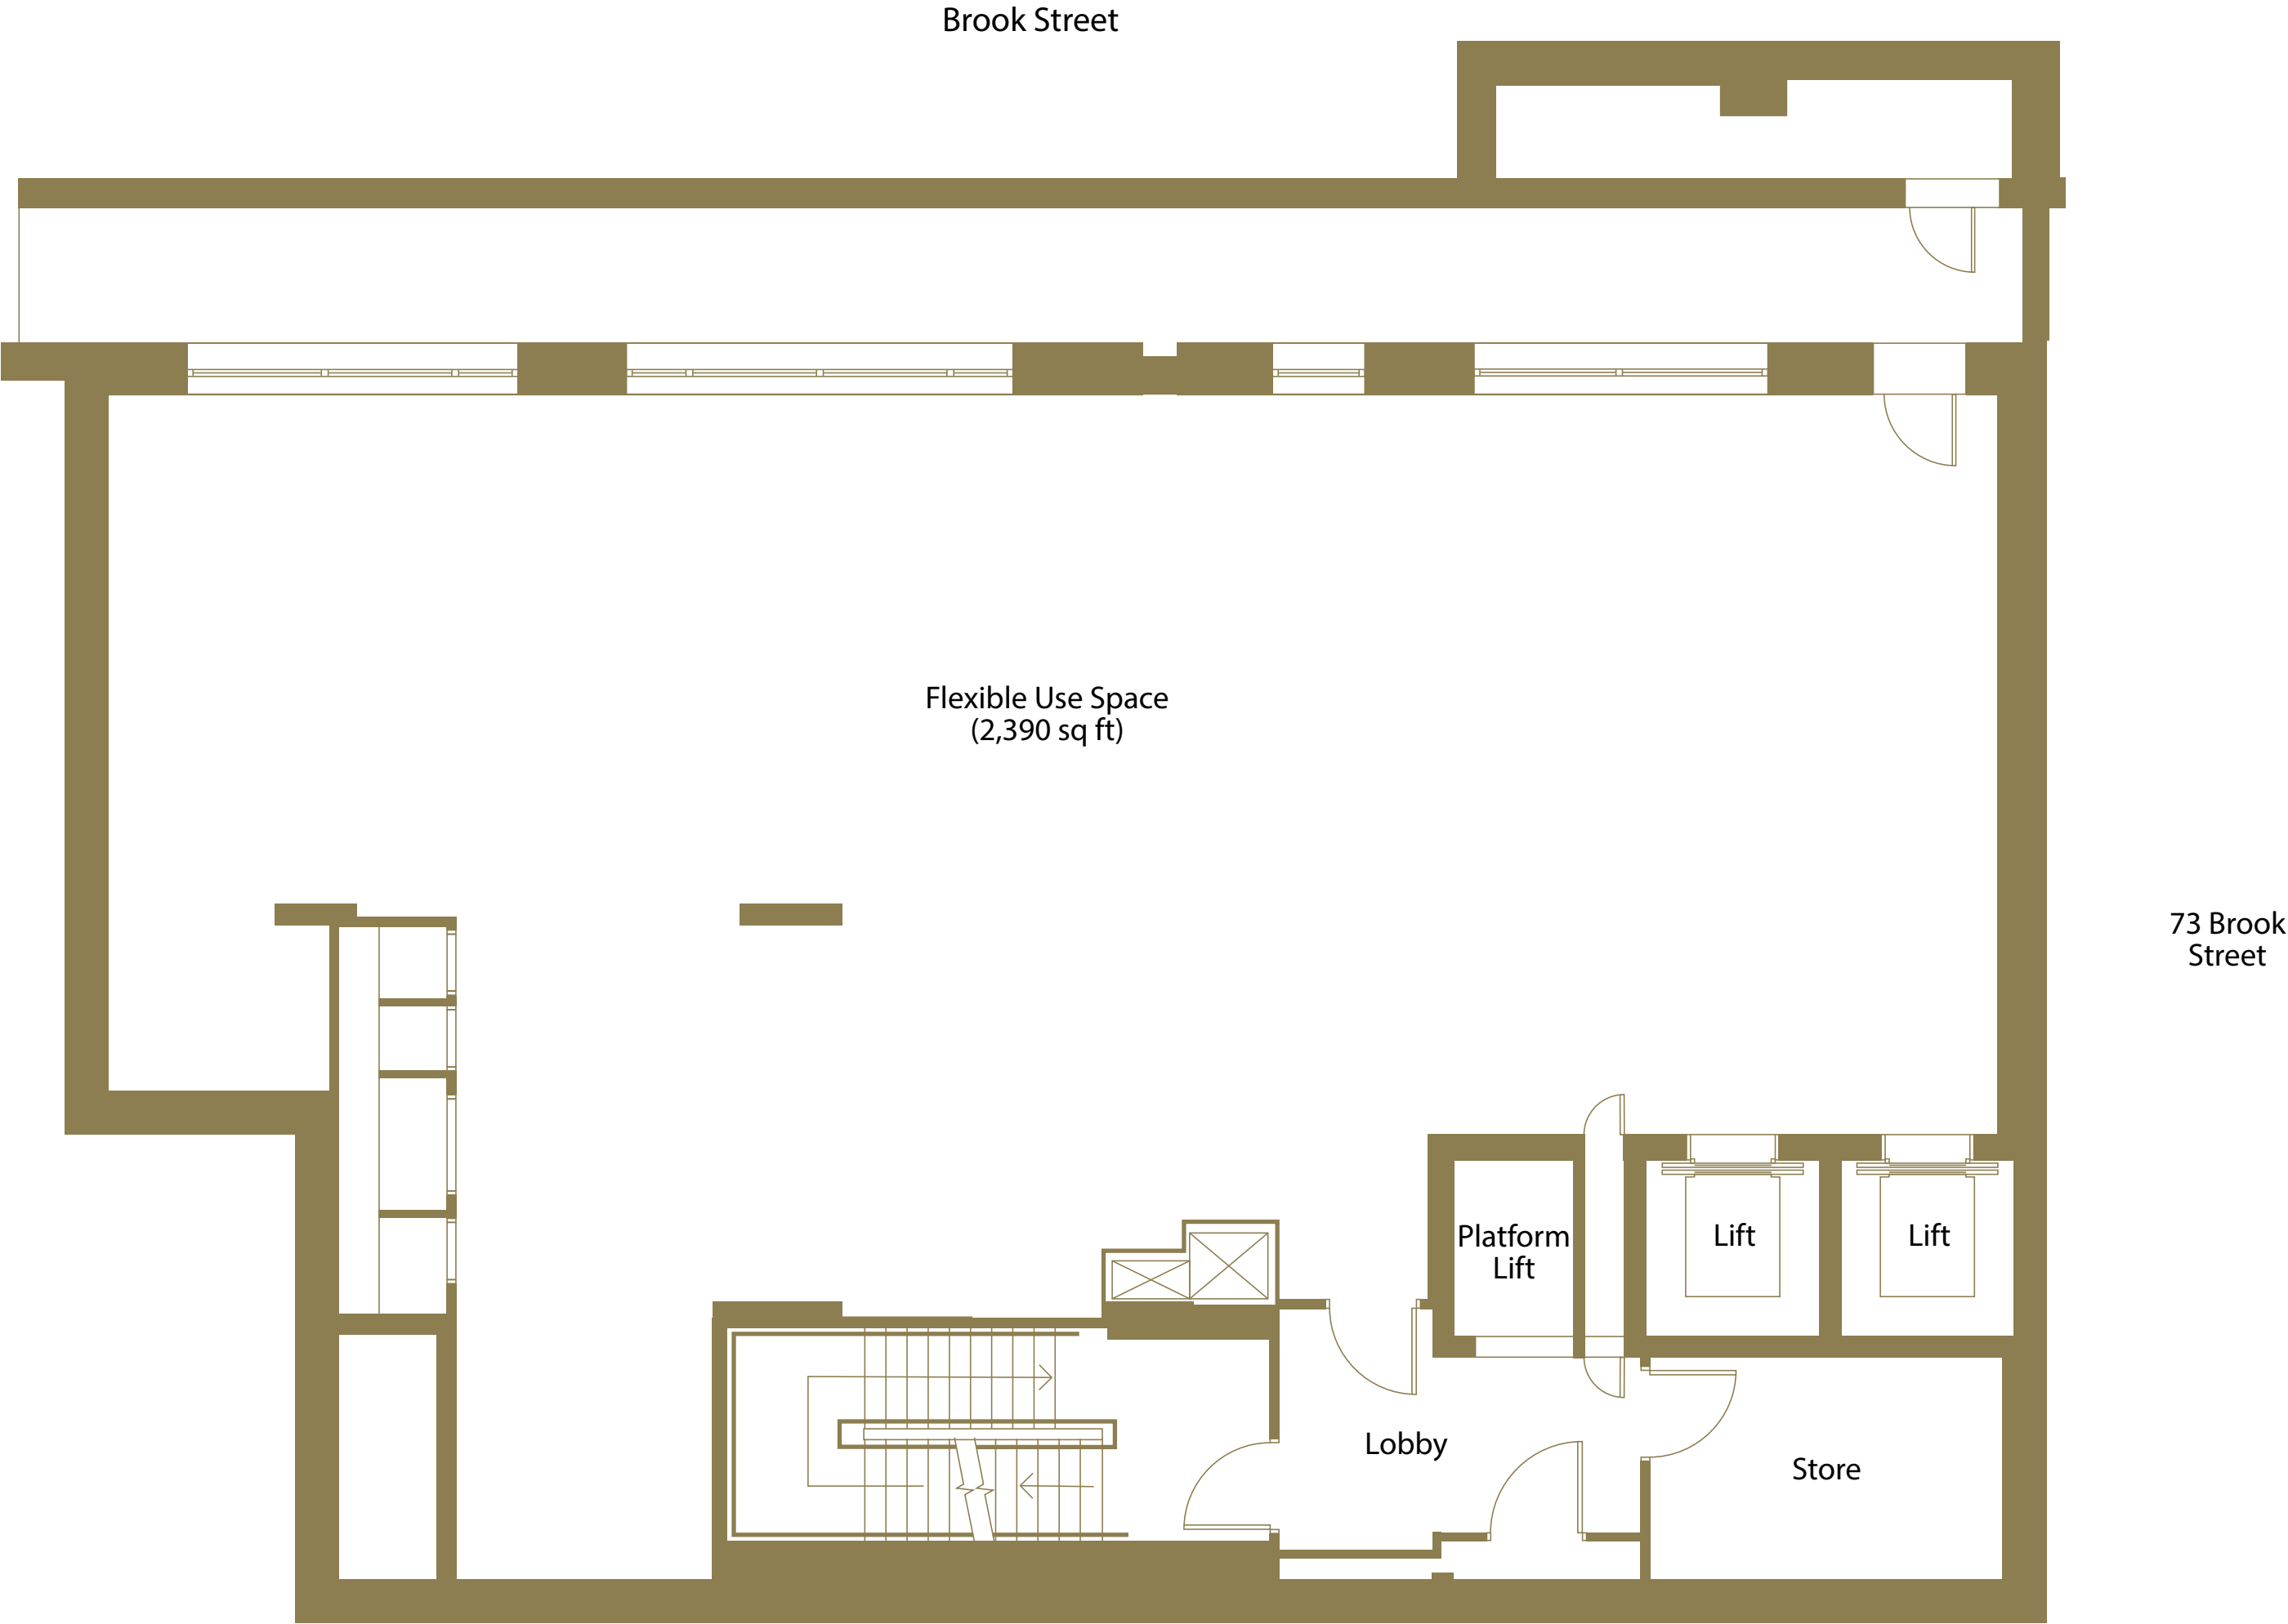 Brook Street
Flexible Use Space
(2,390 sq ft)
73 Brook
Street
Platform
Lift
Lift
Lift
Lobby
Store